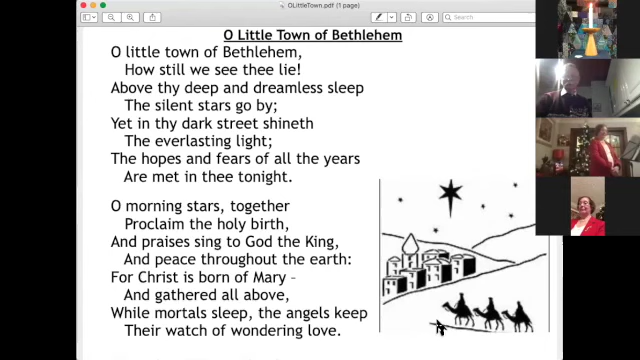 OLittleTown.pdf (1 page)
Search
O Little Town of Bethlehem
O little town of Bethlehem,
How still we see thee lie!
Above thy deep and dreamless sleep
The silent stars go by;
Yet in thy dark street shineth
The everlasting light;
The hopes and fears of all the years
Are met in thee tonight.
O morning stars, together
Proclaim the holy birth,
And praises sing to God the King,
And peace throughout the earth:
For Christ is born of Mary –
And gathered all above,
While mortals sleep, the angels keep
Their watch of wondering love.